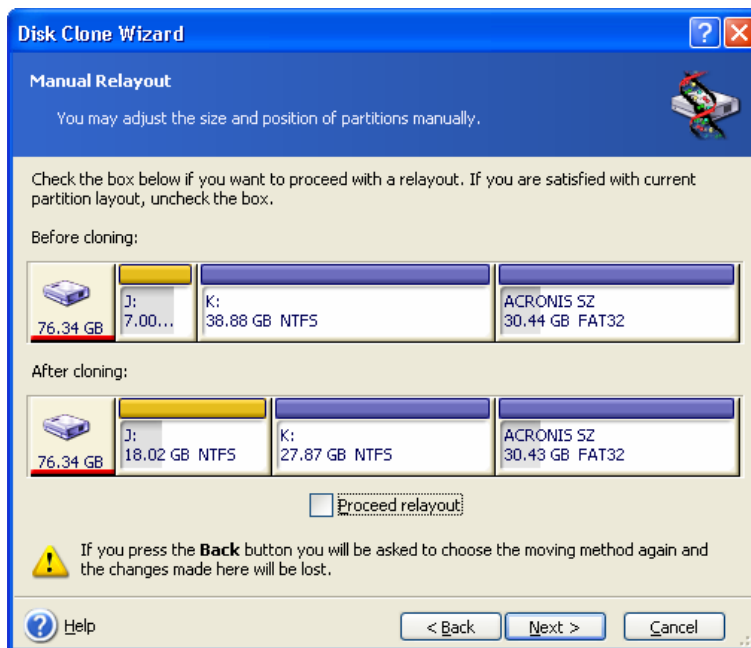 Disk Clone Wizard
Manual Relayout
You may adjust the size and position of partitions manually.
Check the box below if you want to proceed with a relayout. If you are satisfied with current
partition layout, uncheck the box.
Before cloning:
76.34 GB
J:
7.00...
K:
38.88 GB NTFS
ACRONIS SZ
30.44 GB FAT32
After cloning:
76.34 GB
J:
18.02 GB NTFS
K:
27.87 GB NTFS
ACRONIS SZ
30.43 GB FAT32
Proceed relayout
If you press the Back button you will be asked to choose the moving method again and
the changes made here will be lost.
Help
< Back
Next >
Cancel